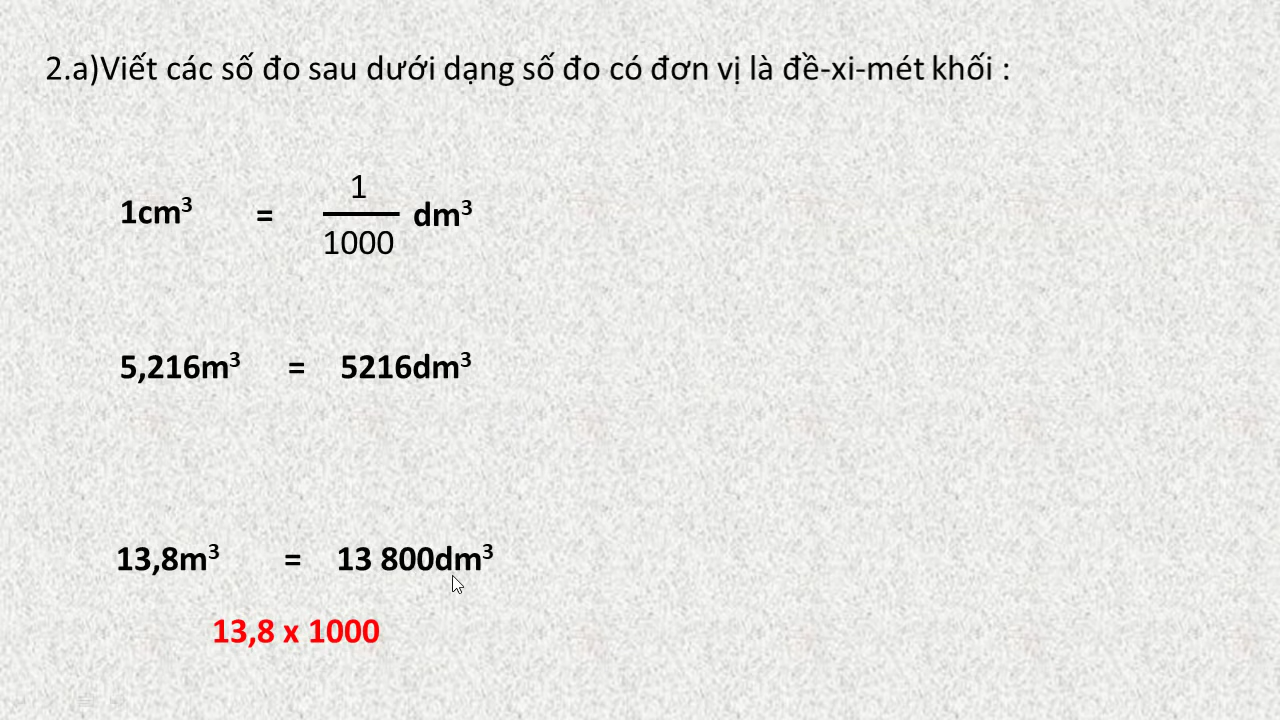 2.a)Viết các số đo sau dưới dạng số đo có đơn vị là đề-xi-mét khối :
1cm³ = 1/1000 dm³
5,216m³ = 5216dm³
13,8m³ = 13 800dm³
13,8 x 1000